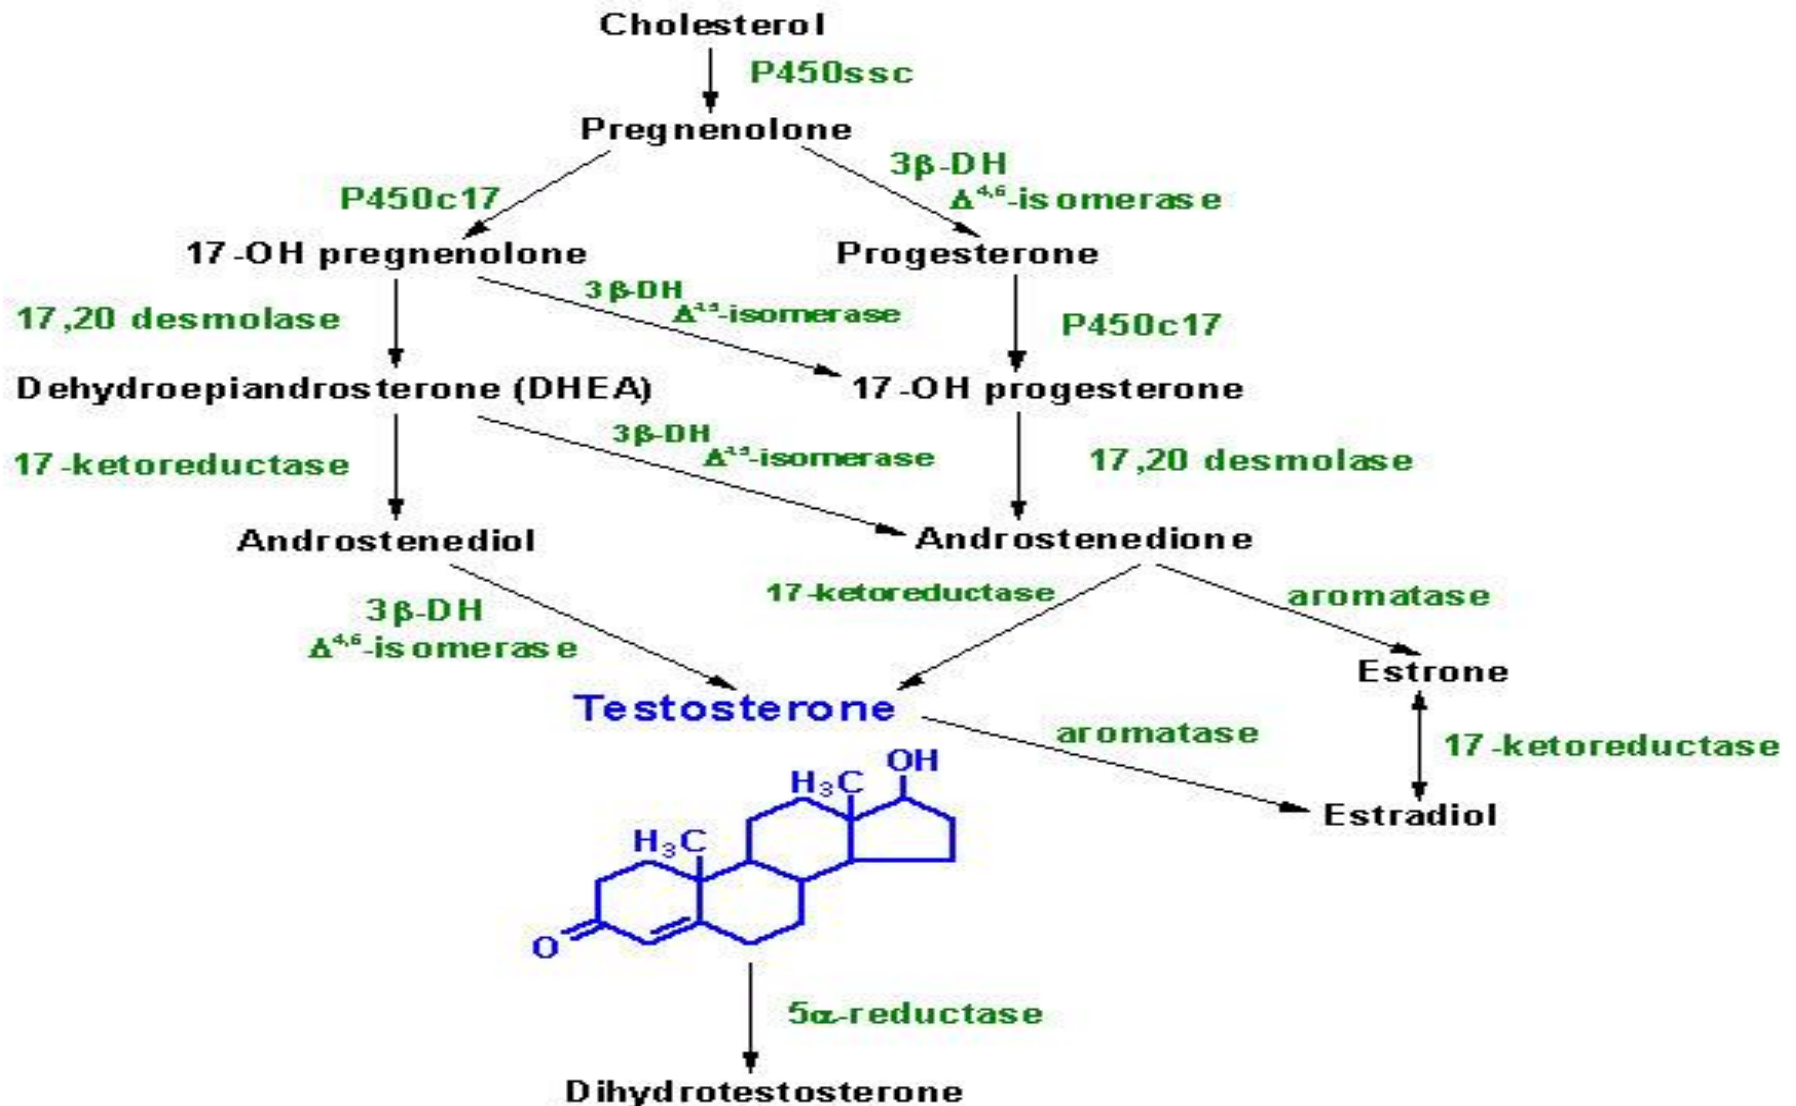 Cholesterol
P450ssc
Pregnenolone
3β-DH
Δ4,6-isomerase
P450c17
17-OH pregnenolone
Progesterone
3β-DH
-isomerase
17,20 desmolase
P450c17
Dehydroepiandrosterone (DHEA)
17-OH progesterone
3β-DH
-isomerase
17-ketoreductase
17,20 desmolase
Androstenediol
Androstenedione
17-ketoreductase
aromatase
3β-DH
Δ4,6-isomerase
Estrone
Testosterone
aromatase
17-ketoreductase
OH
H3C
Estradiol
H3C
O
5α-reductase
Dihydrotestosterone